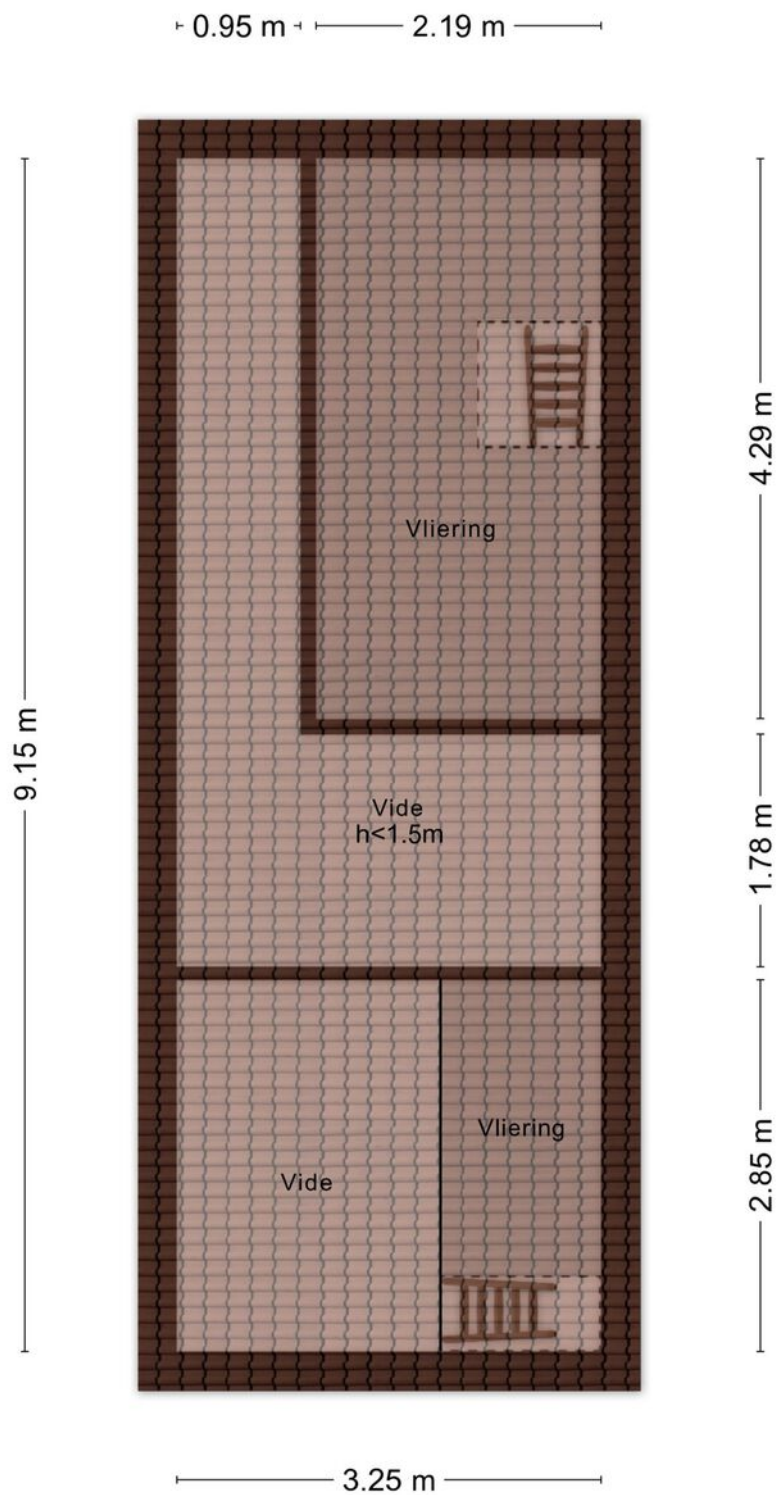 0.95 m
2.19 m
4.29 m
Vliering
9.15 m
Vide
h<1.5m
1.78 m
Vliering
2.85 m
Vide
3.25 m